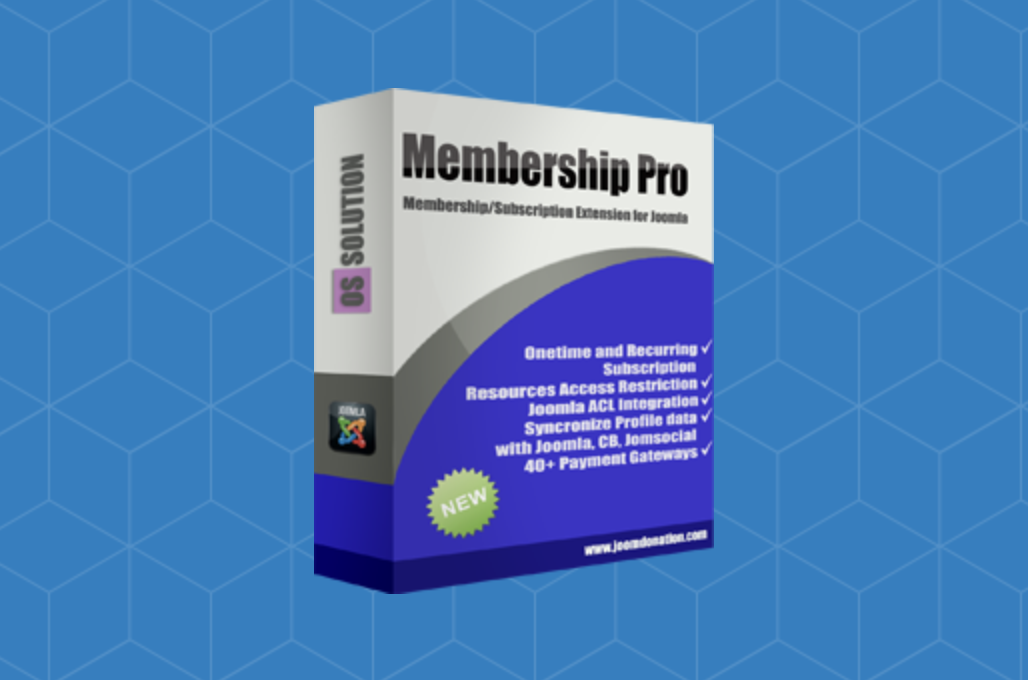 OS SOLUTION
JOOMLA
Membership Pro
Membership/Subscription Extension for Joomla
Onetime and Recurring
Subscription
Resources Access Restriction
Joomla ACL Integration
Syncronize Profile data
with Joomla, CB, Jomsocial
40+ Payment Gateways
NEW
www.joomdonation.com